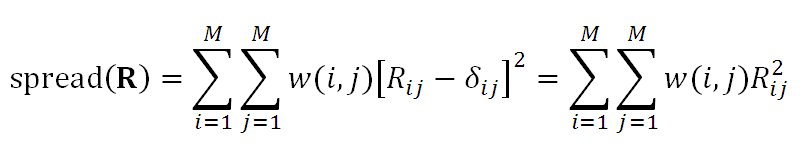 spread(𝐑) = ∑_{i=1}^{M} ∑_{j=1}^{M} w(i,j)[R_{ij} − δ_{ij}]^2 = ∑_{i=1}^{M} ∑_{j=1}^{M} w(i,j)R_{ij}^2